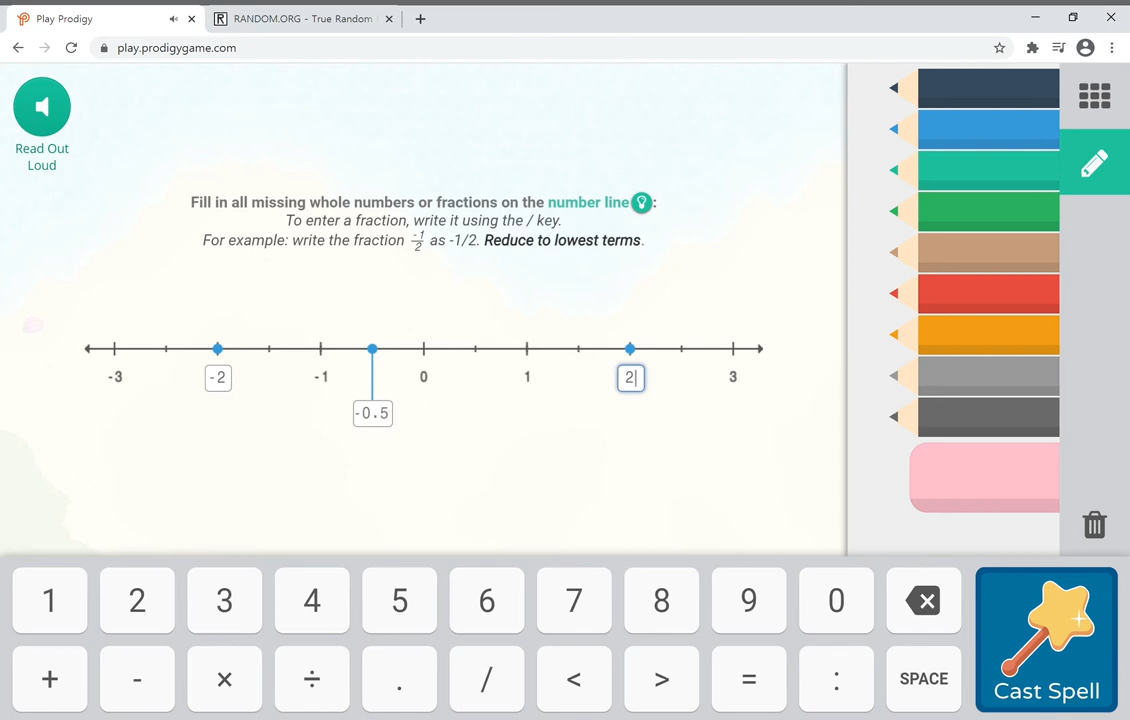 Play Prodigy
RANDOM.ORG - True Random
play.prodigygame.com
Read Out
Loud
Fill in all missing whole numbers or fractions on the number line:
To enter a fraction, write it using the / key.
For example: write the fraction -1/2 as -1/2. Reduce to lowest terms.
-3 -2 -1 0 1 2 3
-0.5
1 2 3 4 5 6 7 8 9 0
+ - × ÷ . / < > = : SPACE
Cast Spell